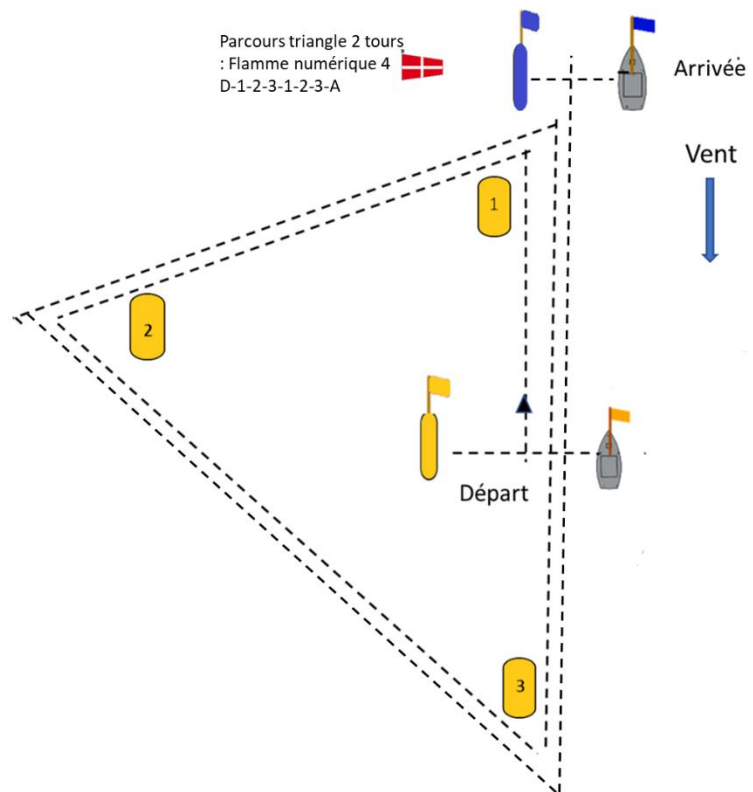 Parcours triangle 2 tours
: Flamme numérique 4
D-1-2-3-1-2-3-A
Arrivée
Vent
1
2
Départ
3